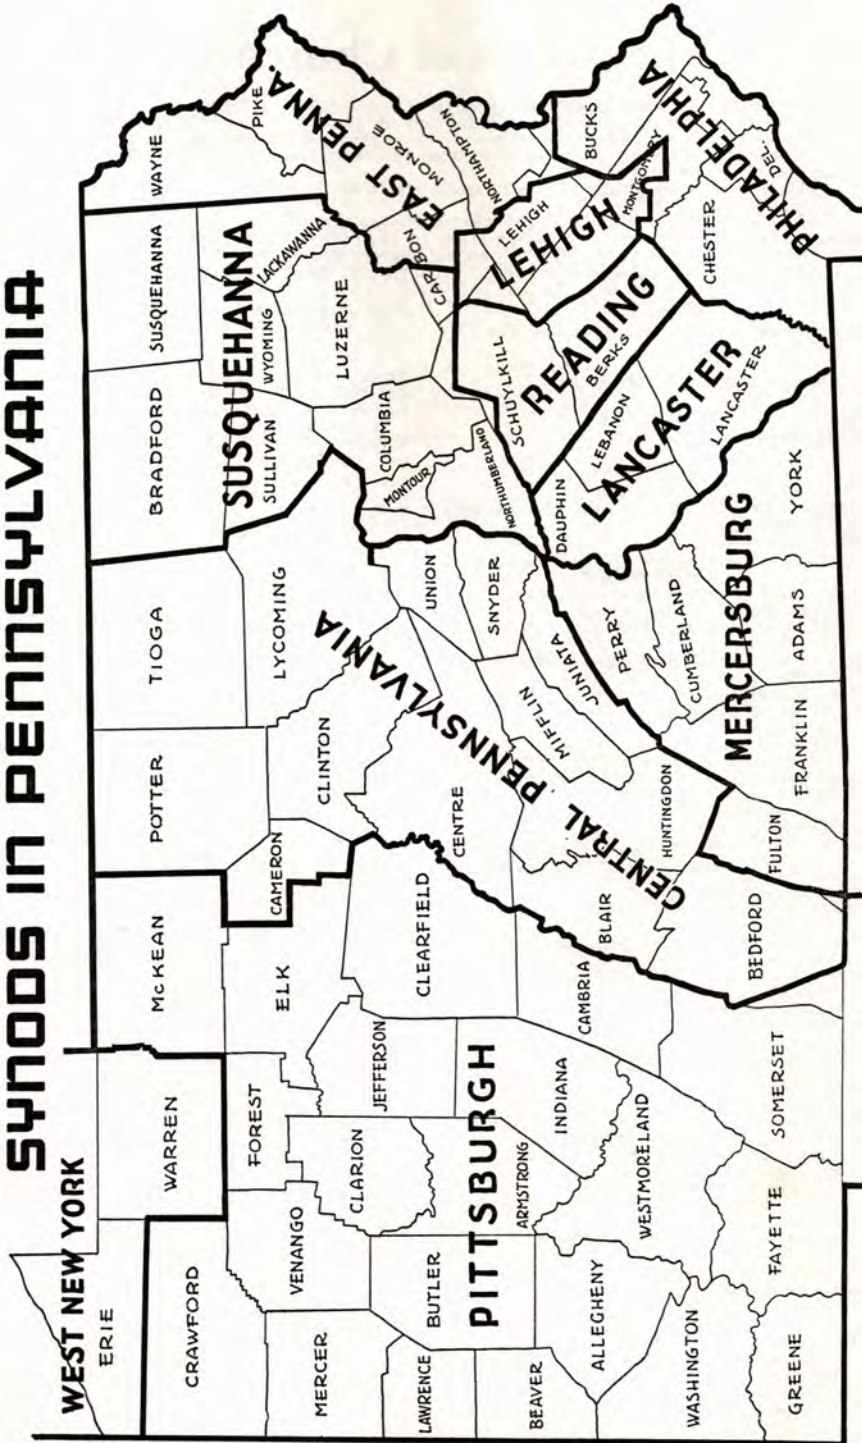 SYNODS IN PENNSYLVANIA
WEST NEW YORK
ERIE
WARREN
CRAWFORD
McKEAN
POTTER
TIOGA
BRADFORD
SUSQUEHANNA
WAYNE
PIKE
SUSQUEHANNA
SULLIVAN
WYOMING
LACKAWANNA
LUZERNE
COLUMBIA
MONTOUR
NORTHUMBERLAND
EAST PENNA.
MONROE
CARBON
NORTHAMPTON
LEHIGH
LEHIGH
BUCKS
MONTGOMERY
PHILADELPHIA
DEL.
CHESTER
READING
SCHUYLKILL
BERKS
LANCASTER
DAUPHIN
LEBANON
LANCASTER
MERCERSBURG
PERRY
CUMBERLAND
YORK
ADAMS
FRANKLIN
FULTON
CENTRAL PENNSYLVANIA
LYCOMING
CLINTON
CAMERON
CENTRE
UNION
SNYDER
MIFFLIN
JUNIATA
HUNTINGDON
BLAIR
BEDFORD
PITTSBURGH
ELK
FOREST
VENANGO
MERCER
CLARION
JEFFERSON
CLEARFIELD
BUTLER
LAWRENCE
BEAVER
ARMSTRONG
INDIANA
CAMBRIA
ALLEGHENY
WESTMORELAND
SOMERSET
FAYETTE
WASHINGTON
GREENE